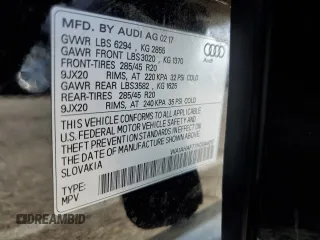 MFD. BY AUDI AG 02 17
GVWR LBS 6294 , KG 2855
GAWR FRONT LBS3020 , KG 1370
FRONT-TIRES 285/45 R20
9JX20 RIMS, AT 220 KPA 32 PSI COLD
GAWR REAR LBS3582 , KG 1625
REAR-TIRES 285/45 R20
9JX20 RIMS, AT 240 KPA 35 PSI COLD
THIS VEHICLE CONFORMS TO ALL APPLICABLE
U.S. FEDERAL MOTOR VEHICLE SAFETY AND
THEFT PREVENTION STANDARDS IN EFFECT ON
THE DATE OF MANUFACTURE SHOWN ABOVE.
SLOVAKIA
TYPE:
MPV
DREAMBID